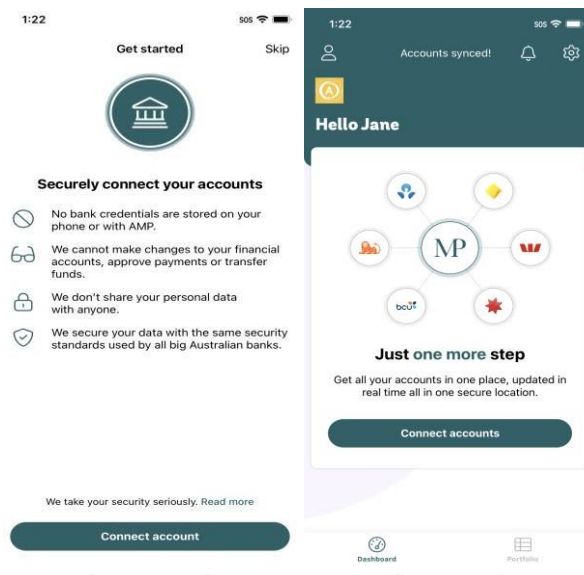 1:22
SOS
Get started
Skip
Securely connect your accounts
No bank credentials are stored on your
phone or with AMP.
We cannot make changes to your financial
accounts, approve payments or transfer
funds.
We don't share your personal data
with anyone.
We secure your data with the same security
standards used by all big Australian banks.
We take your security seriously. Read more
Connect account
1:22
SOS
Accounts synced!
A
Hello Jane
MP
bcu
Just one more step
Get all your accounts in one place, updated in
real time all in one secure location.
Connect accounts
Dashboard
Portfolio